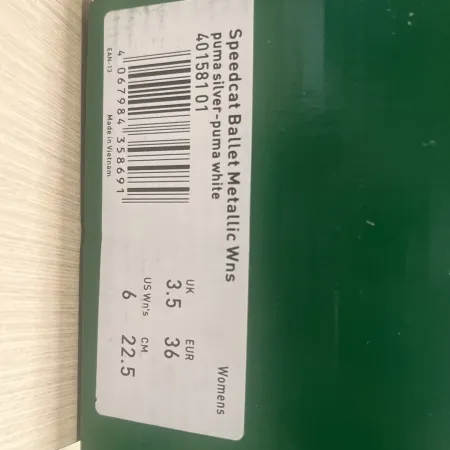 Speedcat Ballet Metallic Wns
puma silver-puma white
401581 01
EAN-13
4 067984 358691
Made in Vietnam
UK
3.5
EUR
36
US Wn's
6
CM
22.5
Womens